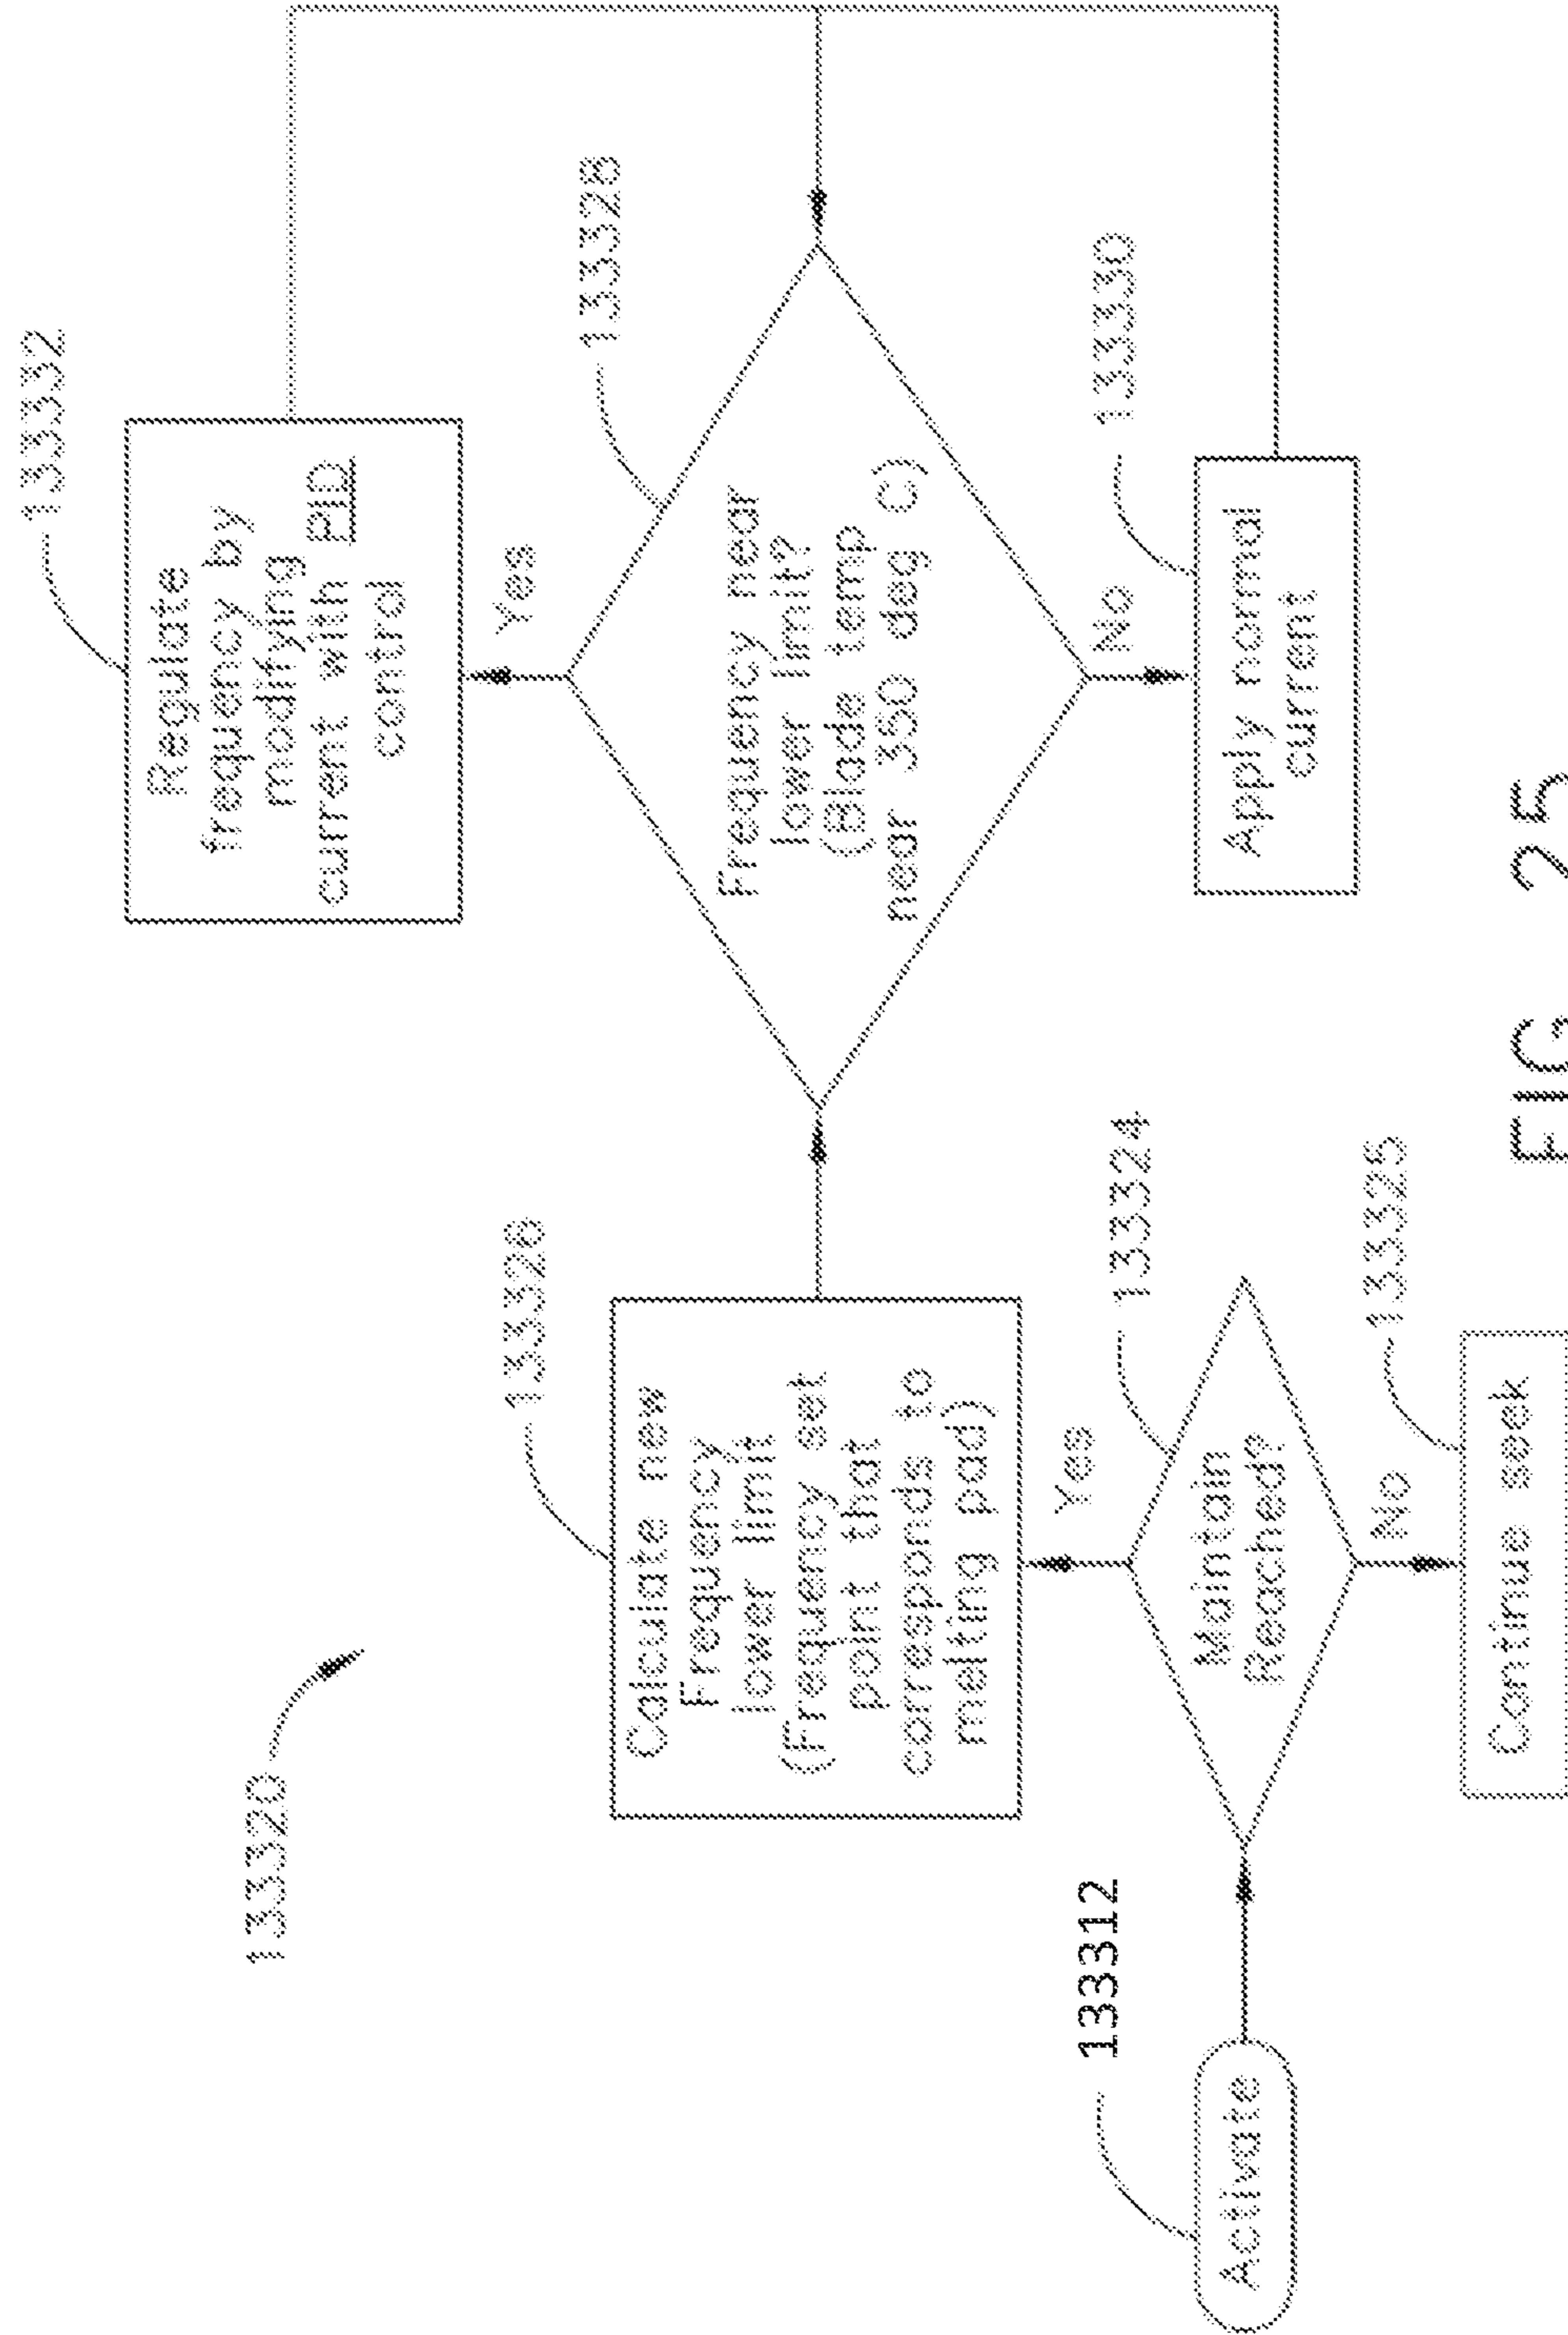 133320
133312
Activate
133324
Maintain
Reached?
Yes
No
133325
Continue seek
133326
Calculate new
Frequency
lower limit
(Frequency set
point that
corresponds to
melting pad)
133328
Frequency near
lower limit?
(Blade temp
near 350 deg C)
Yes
No
133332
Regulate
frequency by
modifying
current with PID
control
133330
Apply normal
current
FIG. 25